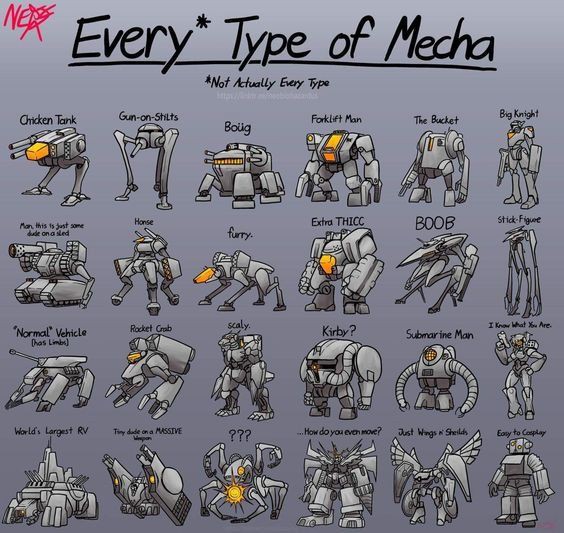 NEDSA
Every* Type of Mecha
*Not Actually Every Type
Chicken Tank
Gun-on-Stilts
Boüg
Forklift Man
The Bucket
Big Knight
Man, this is just some
dude on a sled
Horse
furry.
Extra THICC
BOOB
Stick-Figure
"Normal" Vehicle
(has Limbs)
Rocket Crab
scaly.
Kirby?
Submarine Man
I Know What You Are.
World's Largest RV
Tiny dude on a MASSIVE
Weapon
???
...How do you even move?
Just Wings n' Sheilds
Easy to Cosplay